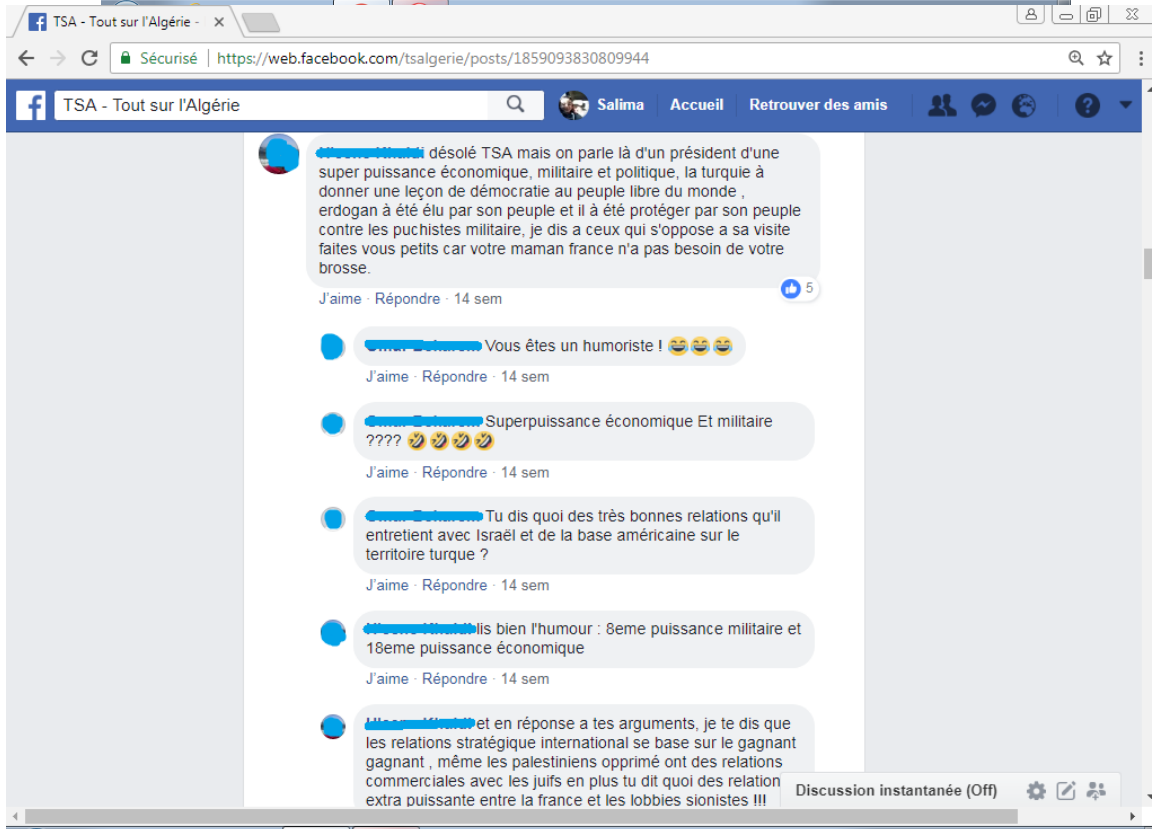 TSA - Tout sur l'Algérie -
Sécurisé | https://web.facebook.com/tsalgerie/posts/1859093830809944
TSA - Tout sur l'Algérie
Salima Accueil Retrouver des amis
désolé TSA mais on parle là d'un président d'une
super puissance économique, militaire et politique, la turquie à
donner une leçon de démocratie au peuple libre du monde ,
erdogan à été élu par son peuple et il à été protéger par son peuple
contre les puchistes militaire, je dis a ceux qui s'oppose a sa visite
faites vous petits car votre maman france n'a pas besoin de votre
brosse.
5
J'aime · Répondre · 14 sem
Vous êtes un humoriste ! 😂😂😂
J'aime · Répondre · 14 sem
Superpuissance économique Et militaire
???? 🤣🤣🤣🤣
J'aime · Répondre · 14 sem
Tu dis quoi des très bonnes relations qu'il
entretient avec Israël et de la base américaine sur le
territoire turque ?
J'aime · Répondre · 14 sem
lis bien l'humour : 8eme puissance militaire et
18eme puissance économique
J'aime · Répondre · 14 sem
et en réponse a tes arguments, je te dis que
les relations stratégique international se base sur le gagnant
gagnant , même les palestiniens opprimé ont des relations
commerciales avec les juifs en plus tu dit quoi des relation
extra puissante entre la france et les lobbies sionistes !!!
Discussion instantanée (Off)